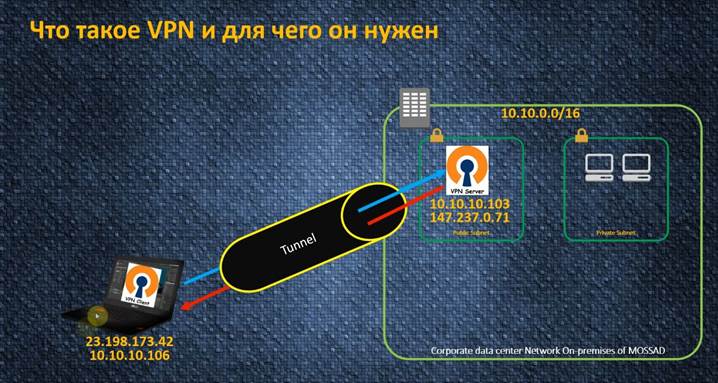 Что такое VPN и для чего он нужен
10.10.0.0/16
VPN Server
10.10.10.103
147.237.0.71
Public Subnet
Private Subnet
Tunnel
VPN Client
23.198.173.42
10.10.10.106
Corporate data center Network On-premises of MOSSAD